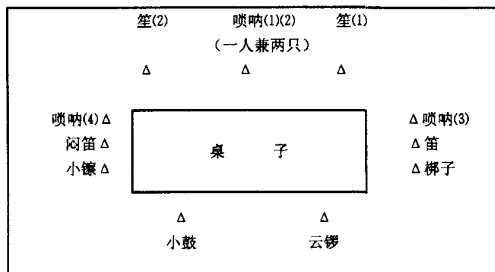 笙(2) 唢呐(1)(2) 笙(1)
(一人兼两只)
唢呐(4) 唢呐(3)
闷笛 笛
小镲 桌子 梆子
小鼓 云锣